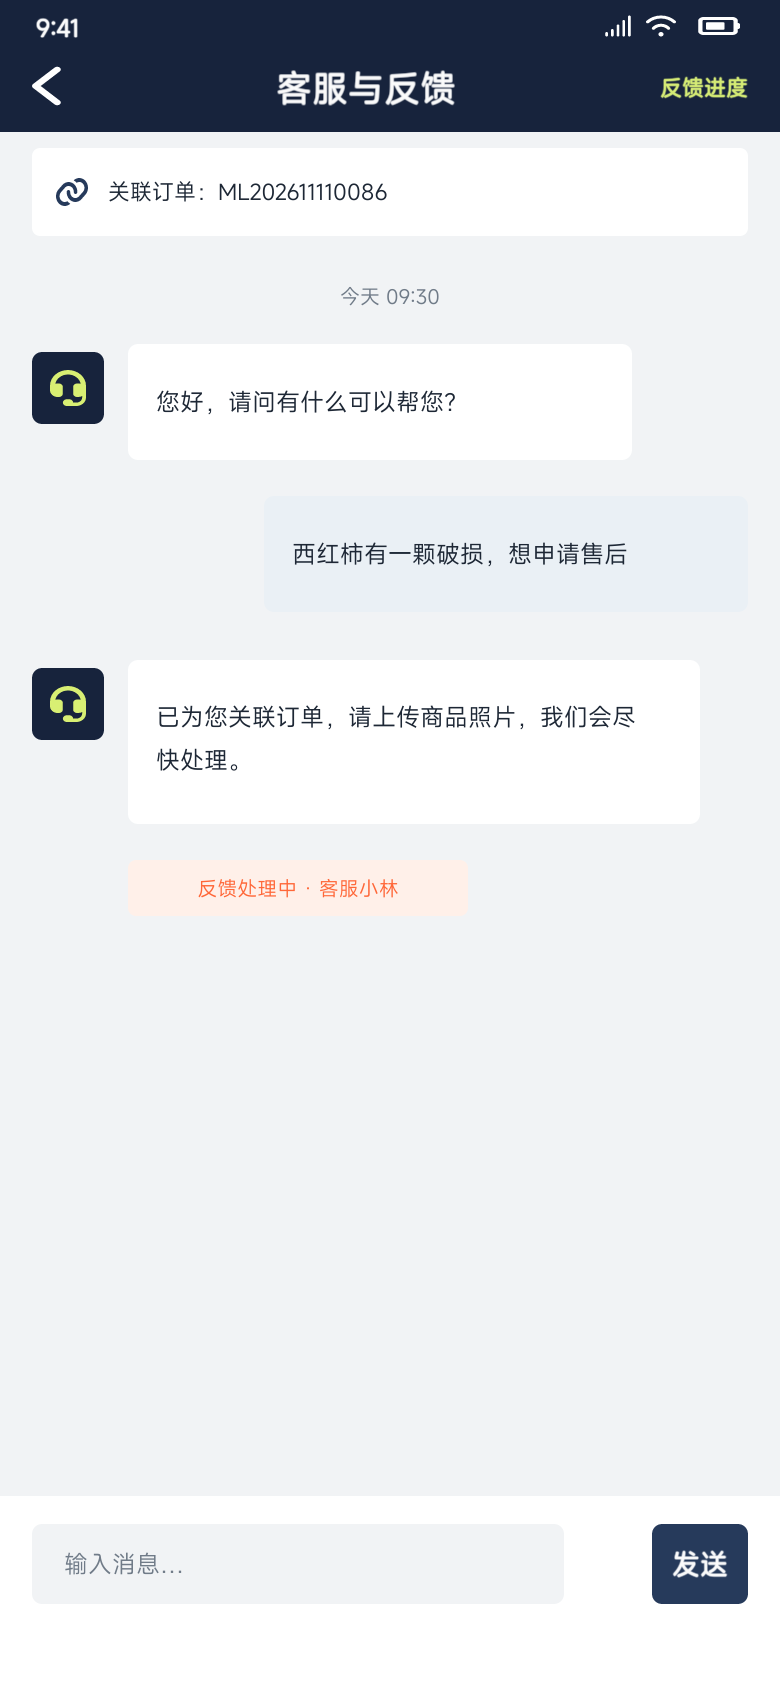 9:41
客服与反馈
反馈进度
关联订单：ML202611110086
今天 09:30
您好，请问有什么可以帮您？
西红柿有一颗破损，想申请售后
已为您关联订单，请上传商品照片，我们会尽
快处理。
反馈处理中 · 客服小林
输入消息...
发送